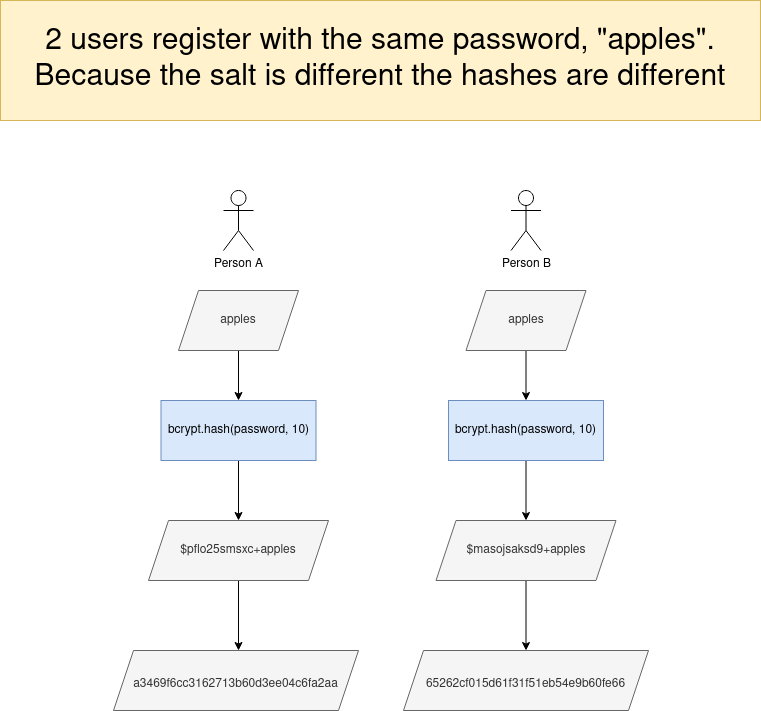 2 users register with the same password, "apples".
Because the salt is different the hashes are different
Person A
Person B
apples
apples
bcrypt.hash(password, 10)
bcrypt.hash(password, 10)
$pflo25smsxc+apples
$masojsaksd9+apples
a3469f6cc3162713b60d3ee04c6fa2aa
65262cf015d61f31f51eb54e9b60fe66